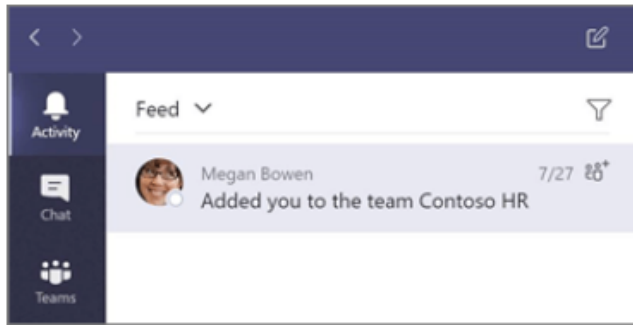 Activity
Feed
Megan Bowen 7/27
Added you to the team Contoso HR
Chat
Teams